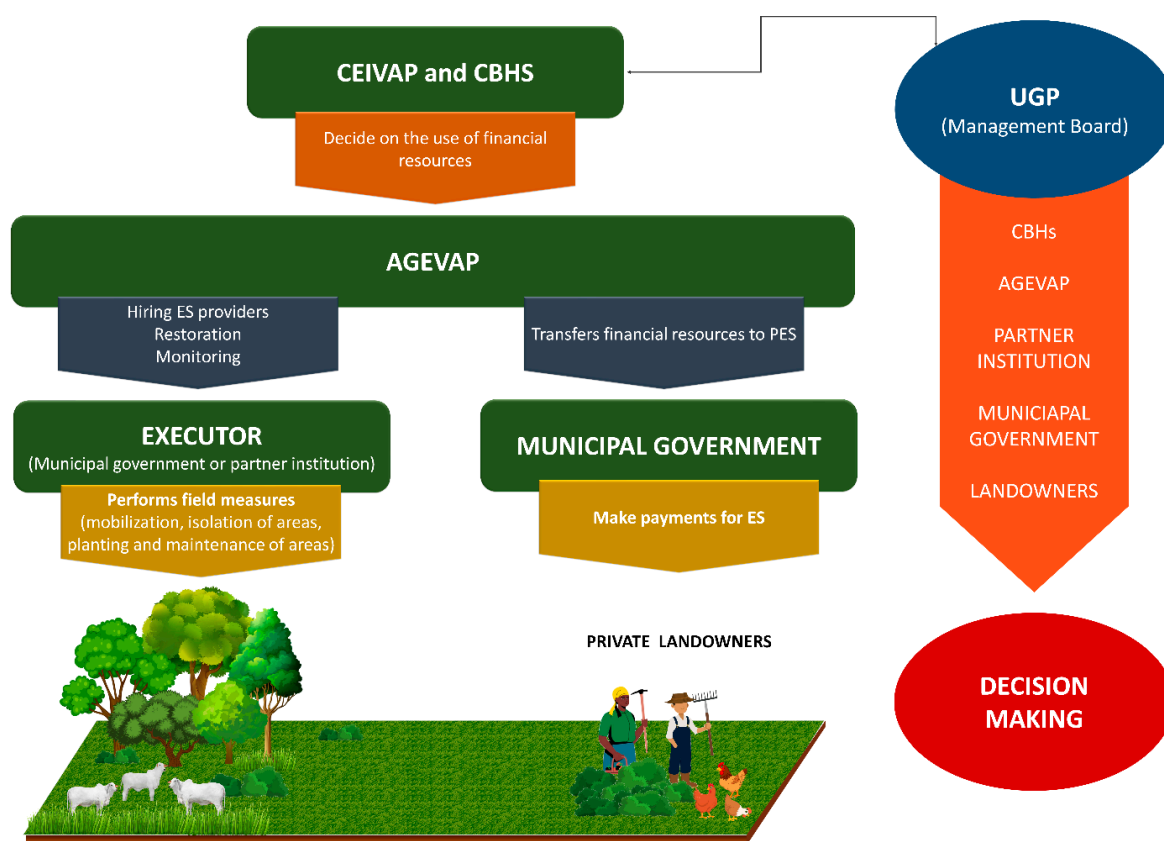 CEIVAP and CBHS
Decide on the use of financial
resources
AGEVAP
Hiring ES providers
Restoration
Monitoring
Transfers financial resources to PES
EXECUTOR
(Municipal government or partner institution)
Performs field measures
(mobilization, isolation of areas,
planting and maintenance of areas)
MUNICIPAL GOVERNMENT
Make payments for ES
PRIVATE LANDOWNERS
UGP
(Management Board)
CBHs
AGEVAP
PARTNER
INSTITUTION
MUNICIAPAL
GOVERNMENT
LANDOWNERS
DECISION
MAKING